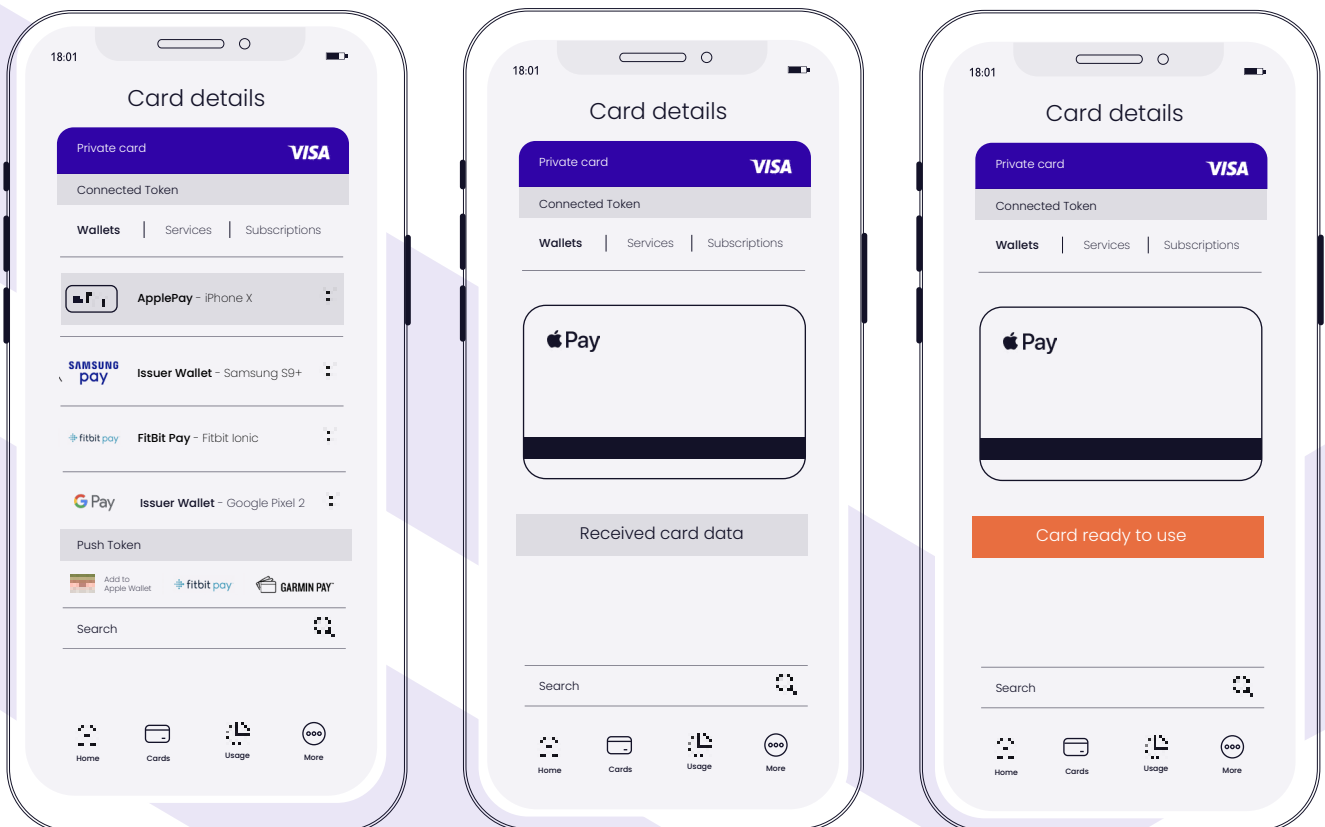 18:01
Card details
Private card VISA
Connected Token
Wallets | Services | Subscriptions
ApplePay - iPhone X
SAMSUNG
pay
Issuer Wallet - Samsung S9+
fitbit pay
FitBit Pay - Fitbit Ionic
G Pay
Issuer Wallet - Google Pixel 2
Push Token
Add to
Apple Wallet
fitbit pay
GARMIN PAY™
Search
Home Cards Usage More
18:01
Card details
Private card VISA
Connected Token
Wallets | Services | Subscriptions
Pay
Received card data
Search
Home Cards Usage More
18:01
Card details
Private card VISA
Connected Token
Wallets | Services | Subscriptions
Pay
Card ready to use
Search
Home Cards Usage More